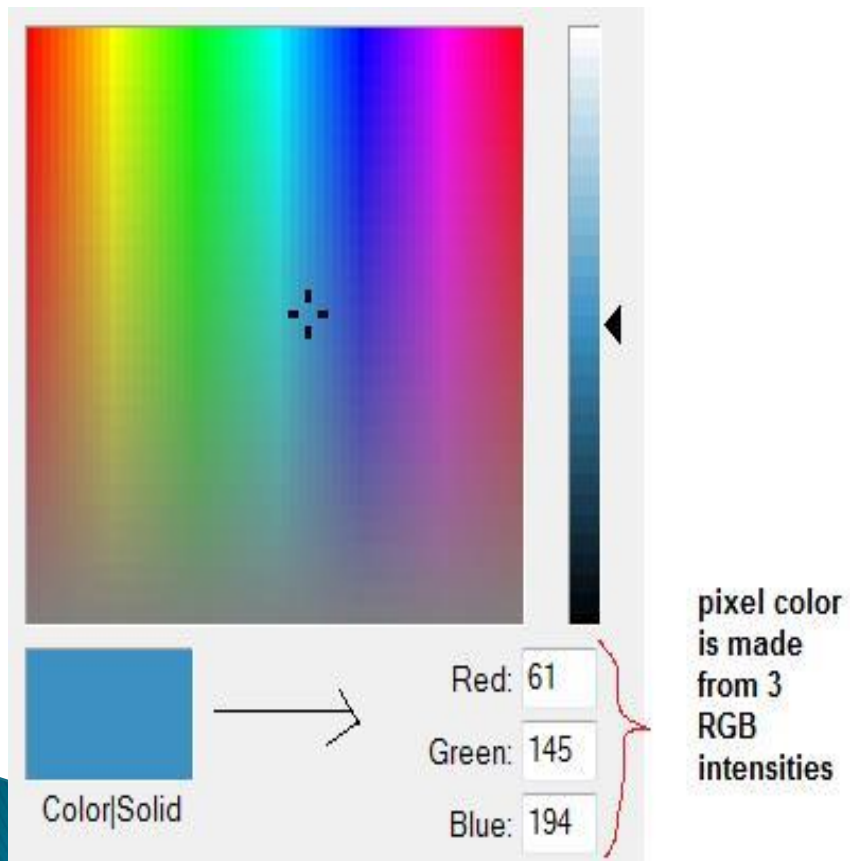 Red: 61
Green: 145
Blue: 194
Color|Solid
pixel color
is made
from 3
RGB
intensities